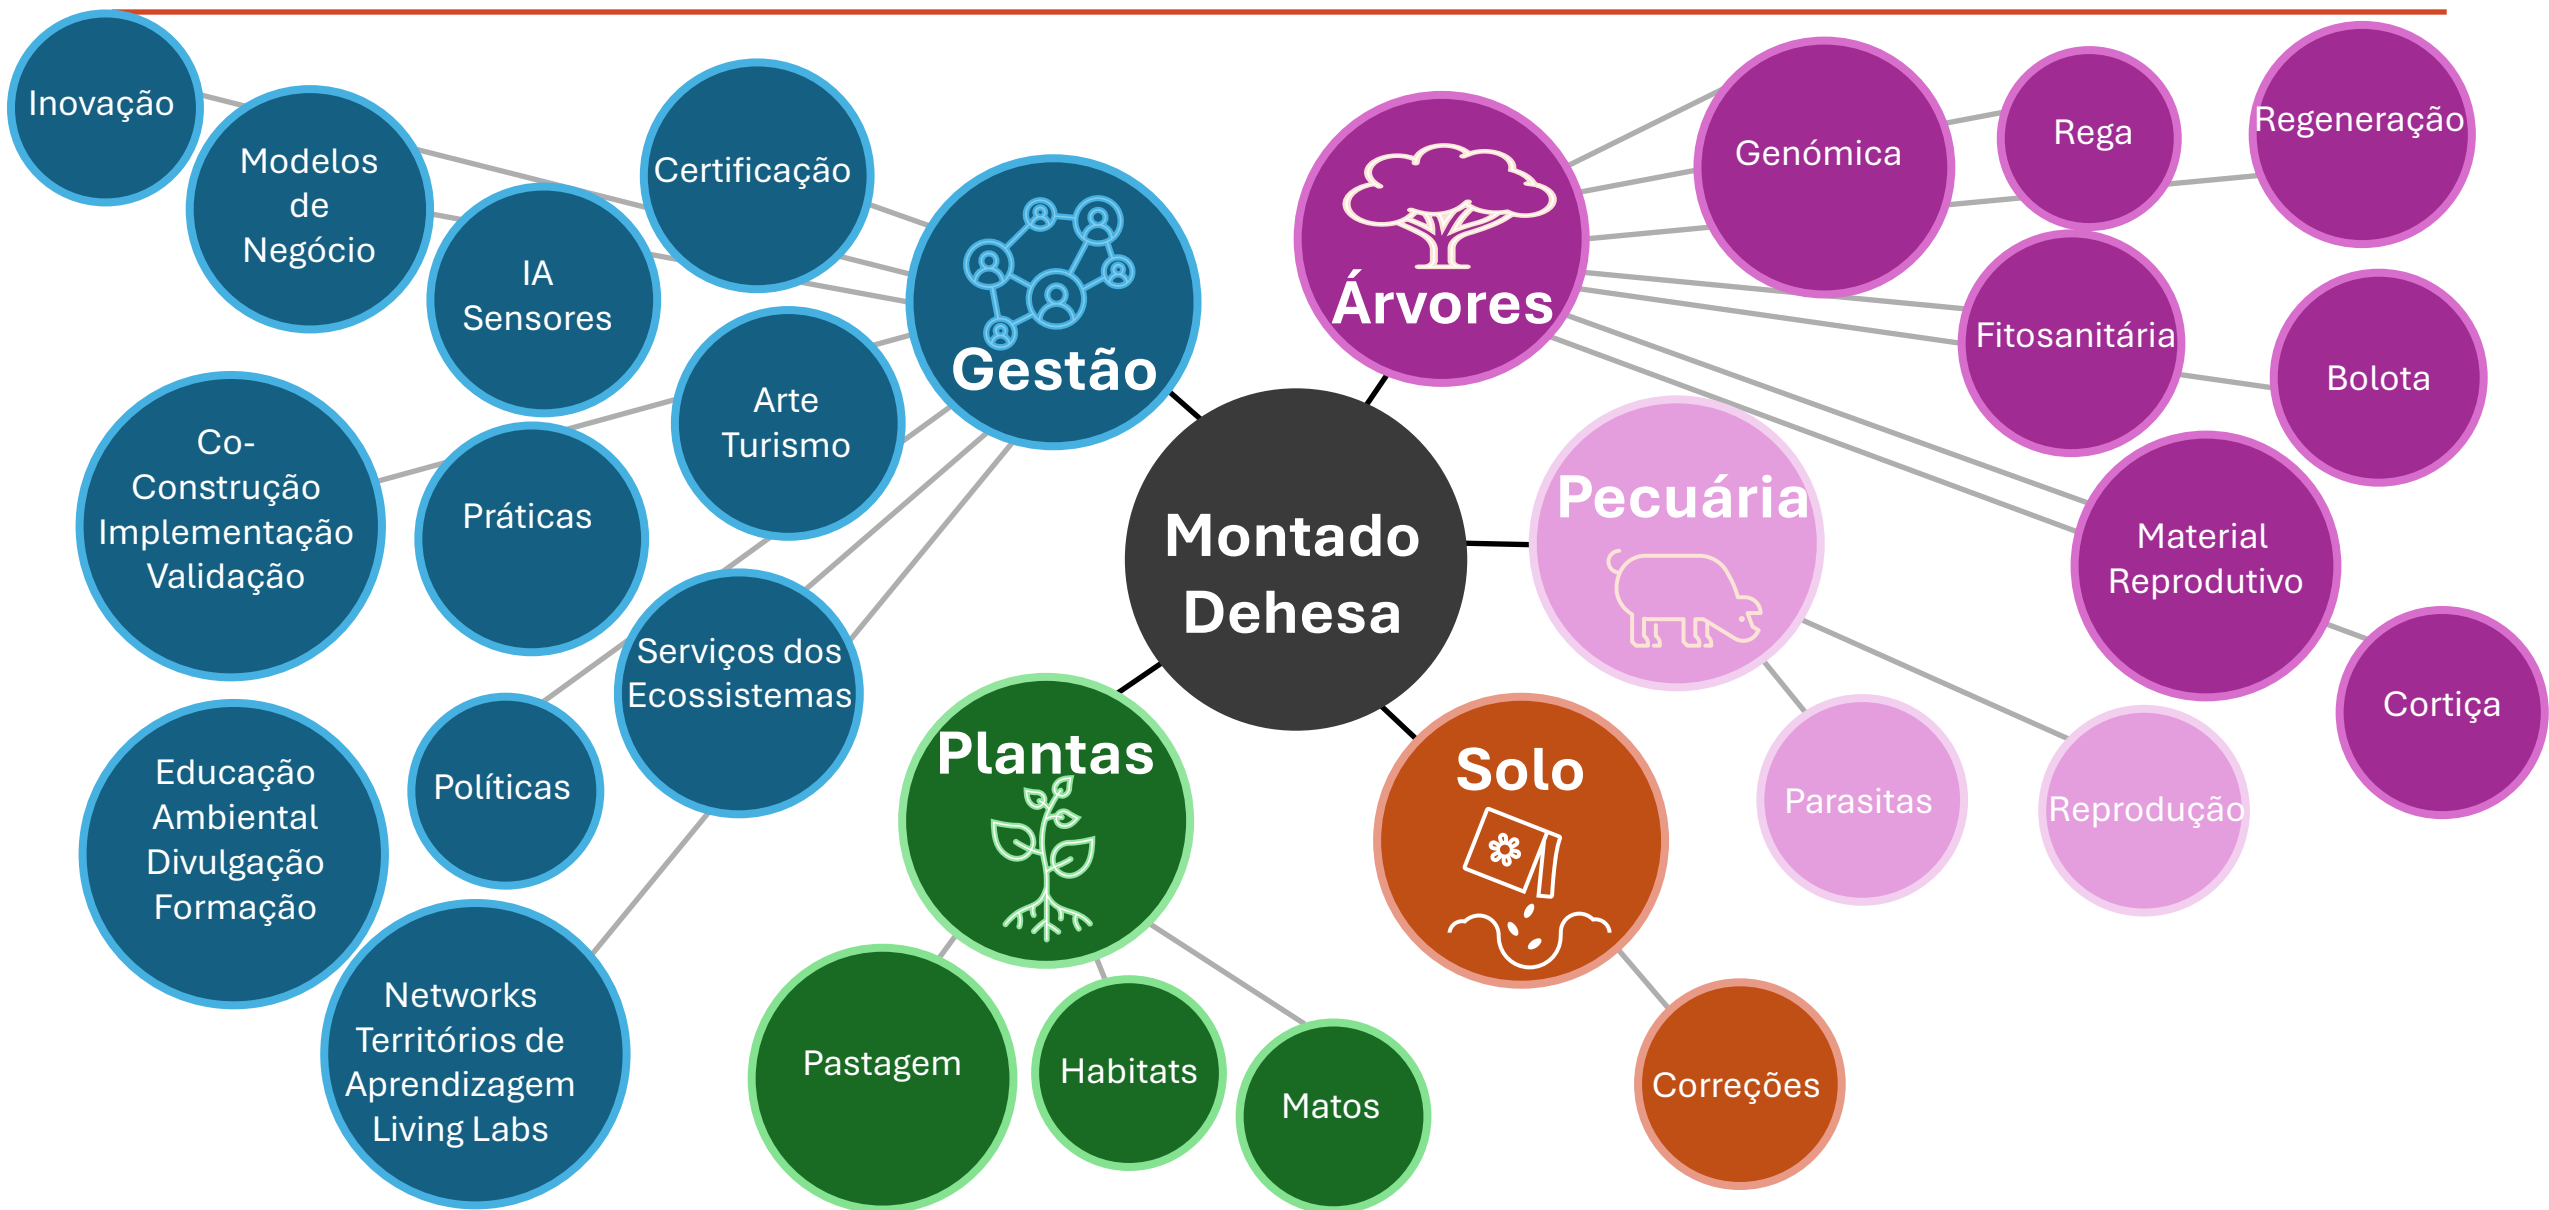 Inovação
Modelos
de
Negócio
IA
Sensores
Certificação
Gestão
Arte
Turismo
Co-
Construção
Implementação
Validação
Práticas
Serviços dos
Ecossistemas
Políticas
Educação
Ambiental
Divulgação
Formação
Networks
Territórios de
Aprendizagem
Living Labs
Montado
Dehesa
Árvores
Genómica
Rega
Regeneração
Fitosanitária
Bolota
Material
Reprodutivo
Cortiça
Pecuária
Parasitas
Reprodução
Solo
Correções
Plantas
Pastagem
Habitats
Matos